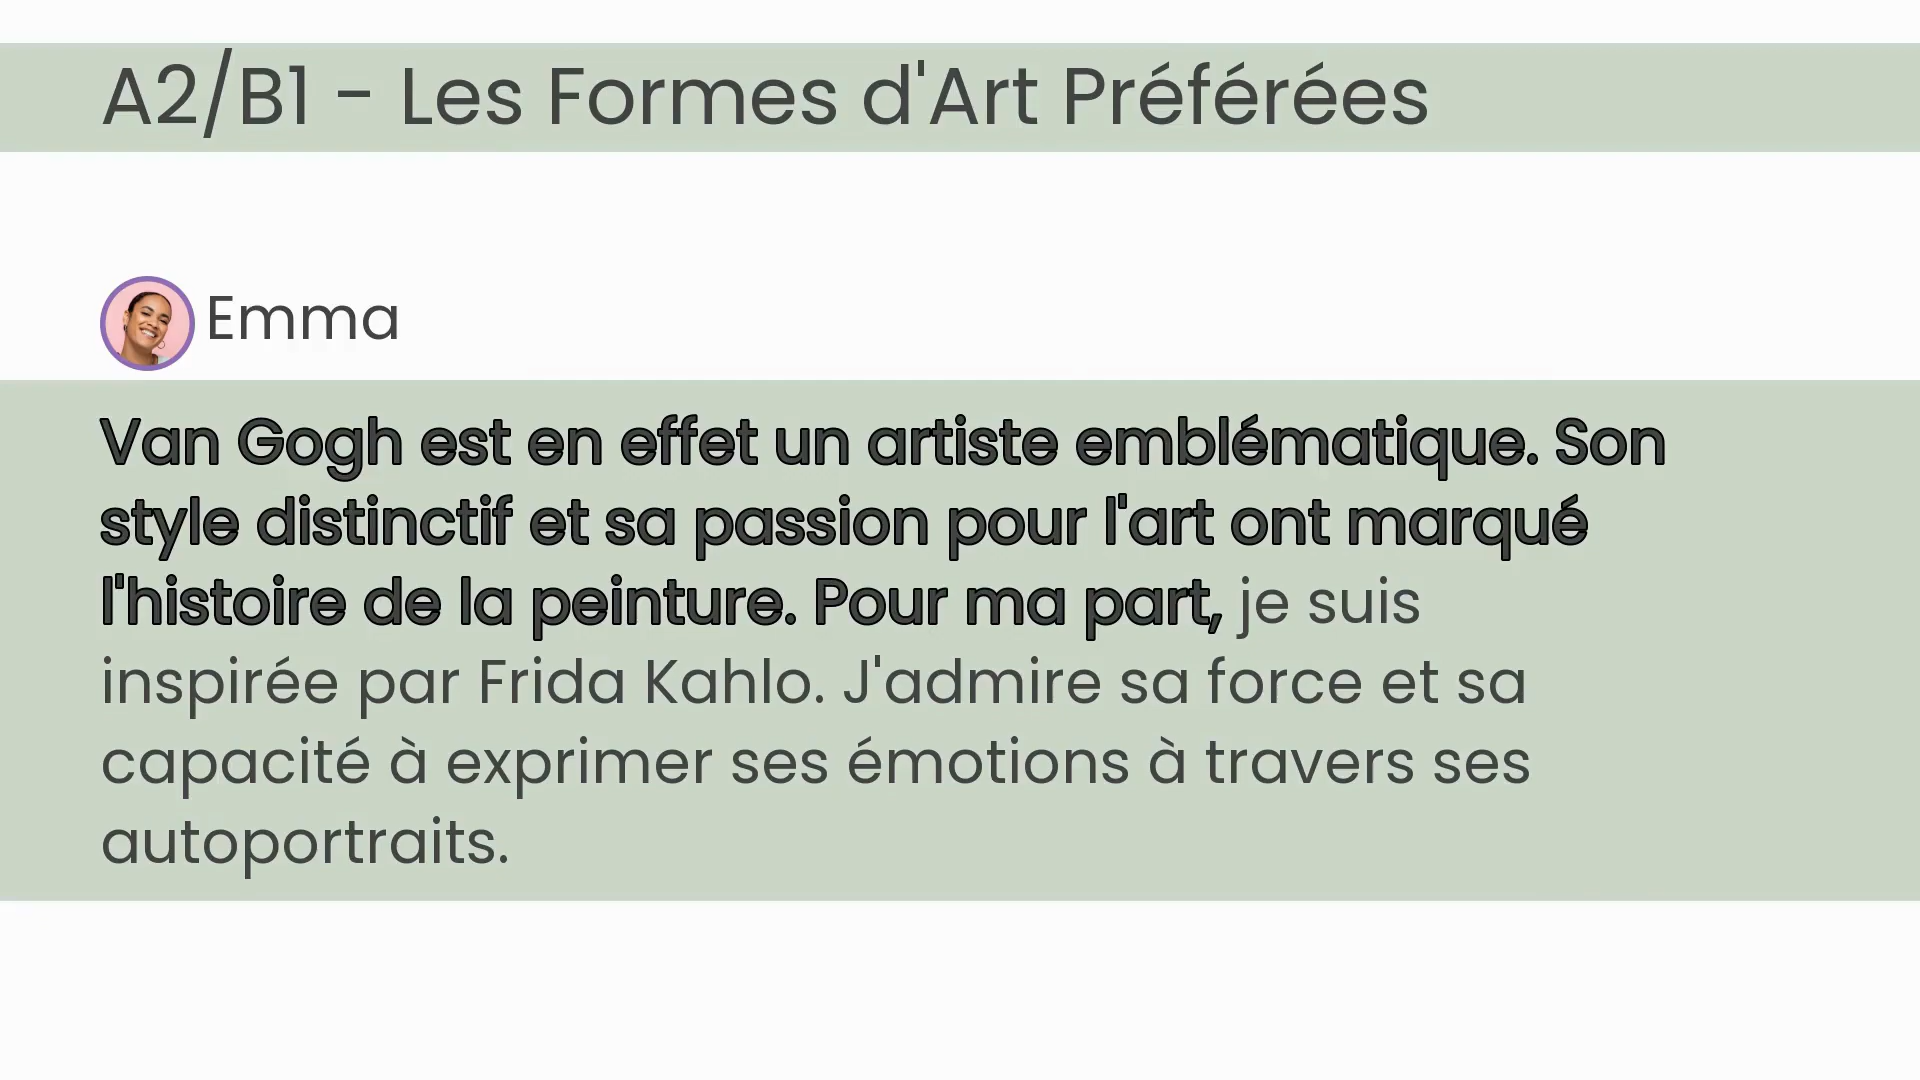 A2/B1 - Les Formes d'Art Préférées
Emma
Van Gogh est en effet un artiste emblématique. Son
style distinctif et sa passion pour l'art ont marqué
l'histoire de la peinture. Pour ma part, je suis
inspirée par Frida Kahlo. J'admire sa force et sa
capacité à exprimer ses émotions à travers ses
autoportraits.